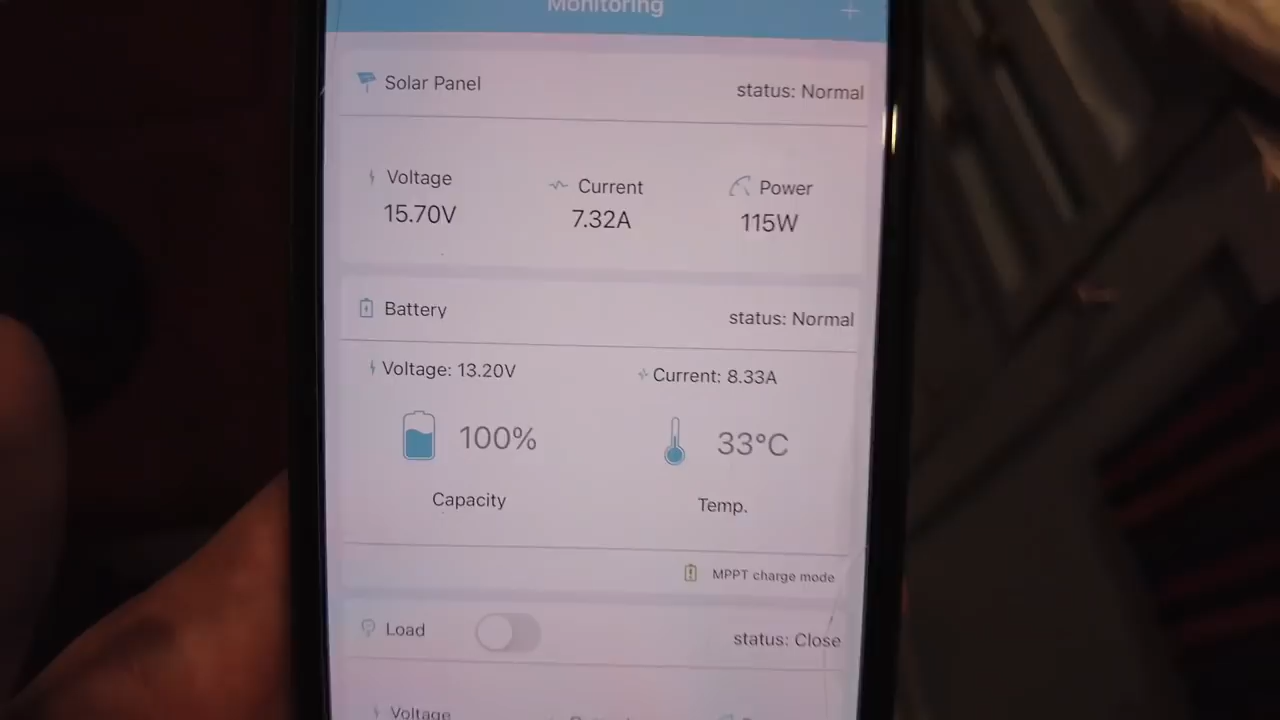 Monitoring +
Solar Panel status: Normal
Voltage Current Power
15.70V 7.32A 115W
Battery status: Normal
Voltage: 13.20V Current: 8.33A
100% 33°C
Capacity Temp.
MPPT charge mode
Load status: Close
Voltage